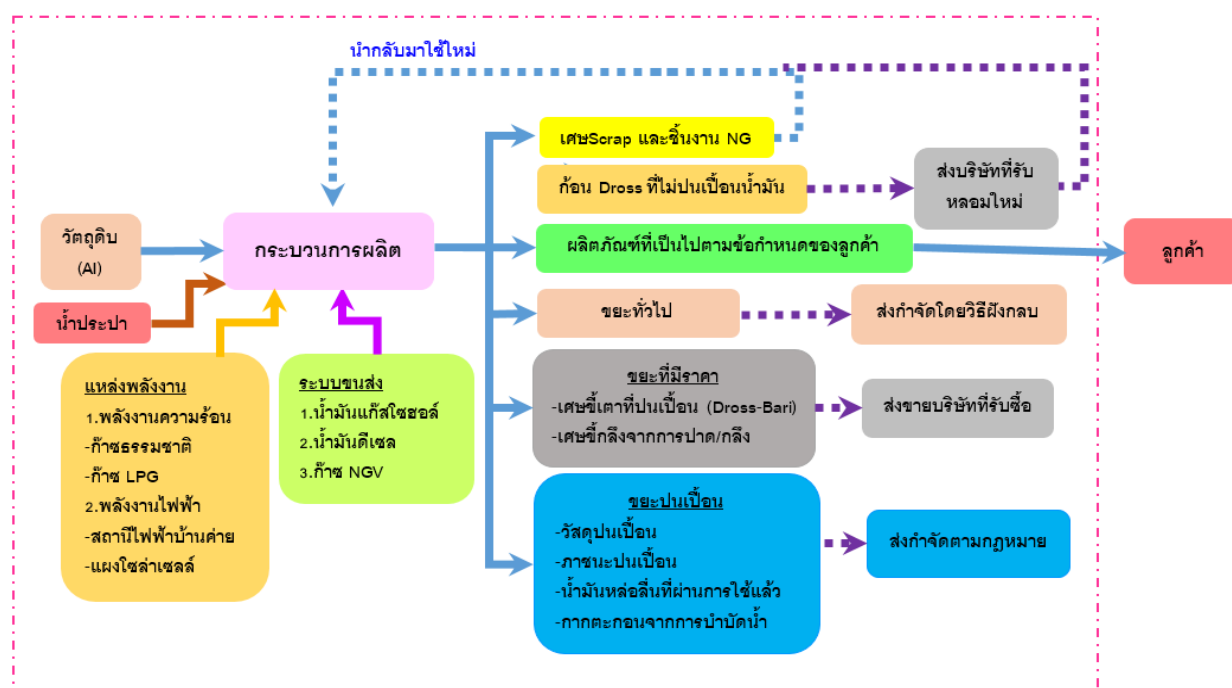 นำกลับมาใช้ใหม่
เศษScrap และชิ้นงาน NG
ก้อน Dross ที่ไม่ปนเปื้อนน้ำมัน
ส่งบริษัทที่รับ
หลอมใหม่
วัตถุดิบ
(Al)
กระบวนการผลิต
ผลิตภัณฑ์ที่เป็นไปตามข้อกำหนดของลูกค้า
ลูกค้า
น้ำประปา
ขยะทั่วไป
ส่งกำจัดโดยวิธีฝังกลบ
แหล่งพลังงาน
1.พลังงานความร้อน
-ก๊าซธรรมชาติ
-ก๊าซ LPG
2.พลังงานไฟฟ้า
-สถานีไฟฟ้าบ้านค่าย
-แผงโซล่าเซลล์
ระบบขนส่ง
1.น้ำมันแก๊สโซฮอล์
2.น้ำมันดีเซล
3.ก๊าซ NGV
ขยะที่มีราคา
-เศษขี้เตาที่ปนเปื้อน (Dross-Bari)
-เศษขี้กลึงจากการปาด/กลึง
ส่งขายบริษัทที่รับซื้อ
ขยะปนเปื้อน
-วัสดุปนเปื้อน
-ภาชนะปนเปื้อน
-น้ำมันหล่อลื่นที่ผ่านการใช้แล้ว
-กากตะกอนจากการบำบัดน้ำ
ส่งกำจัดตามกฎหมาย